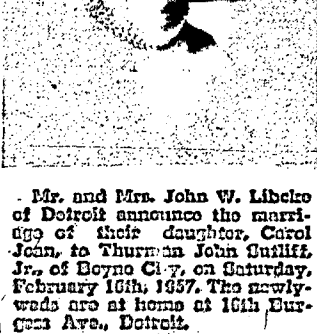 Mr. and Mrs. John W. Libcke
of Detroit announce the marri-
age of their daughter, Carol
Joan, to Thurman John Sutliff,
Jr., of Boyne City, on Saturday,
February 16th, 1957. The newly-
weds are at home at 16th Bur-
gess Ave., Detroit.